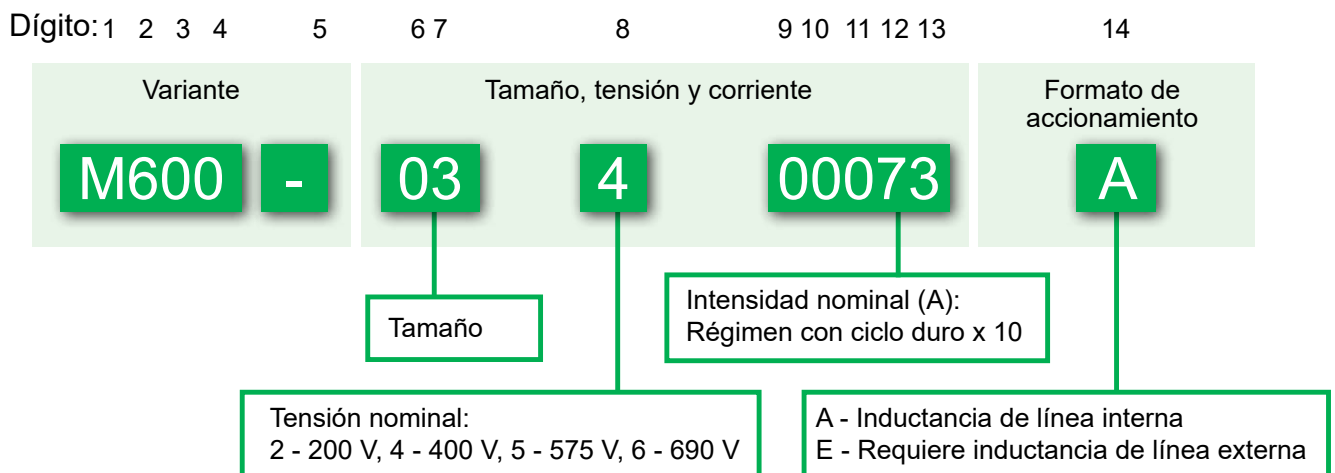 Dígito: 1 2 3 4 5 6 7 8 9 10 11 12 13 14
Variante
Tamaño, tensión y corriente
Formato de
accionamiento
M600 - 03 4 00073 A
Tamaño
Intensidad nominal (A):
Régimen con ciclo duro x 10
Tensión nominal:
2 - 200 V, 4 - 400 V, 5 - 575 V, 6 - 690 V
A - Inductancia de línea interna
E - Requiere inductancia de línea externa